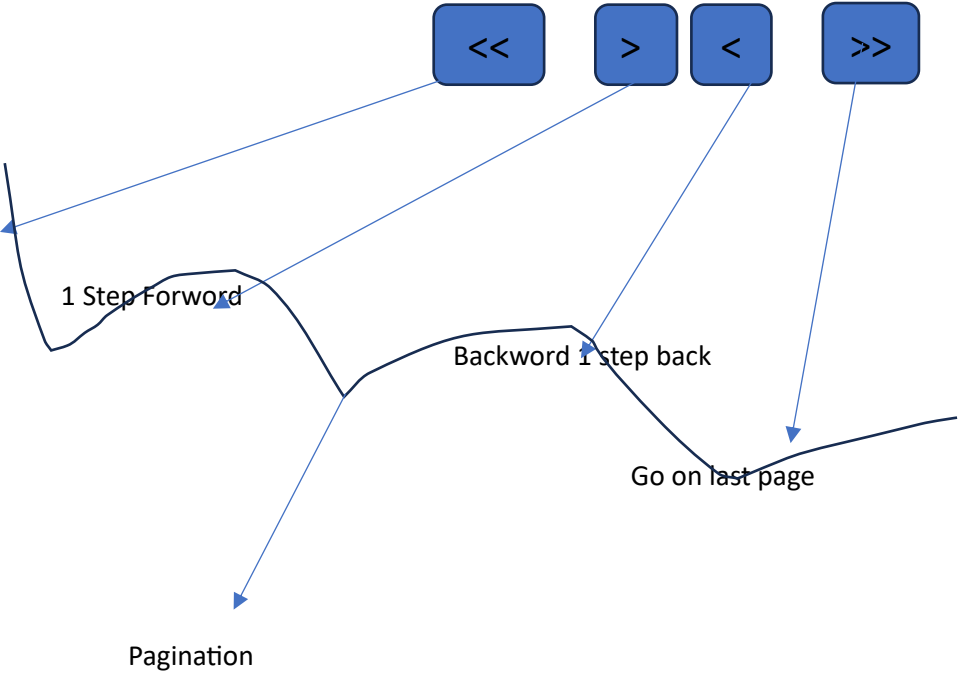 << > < >>
1 Step Forword
Backword 1 step back
Go on last page
Pagination